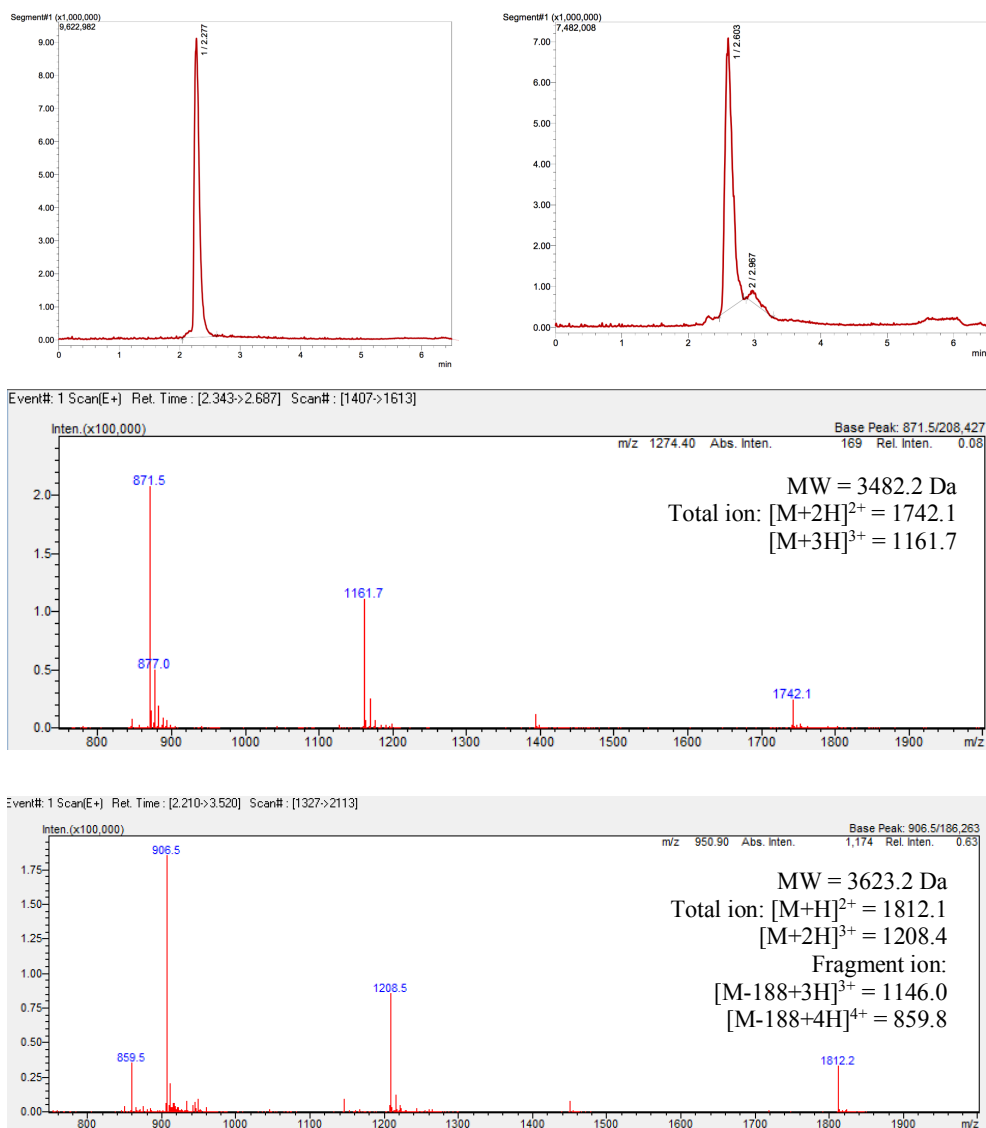 Segment#1 (x1,000,000)
9,622,982
9.00
8.00
7.00
6.00
5.00
4.00
3.00
2.00
1.00
0.00
1 / 2.277
0 1 2 3 4 5 6
min
Segment#1 (x1,000,000)
7,482,008
7.00
6.00
5.00
4.00
3.00
2.00
1.00
0.00
1 / 2.603
2 / 2.967
0 1 2 3 4 5 6
min
Event#: 1 Scan(E+) Ret. Time : [2.343->2.687] Scan# : [1407->1613]
Inten.(x100,000)
Base Peak: 871.5/208,427
m/z 1274.40 Abs. Inten. 169 Rel. Inten. 0.08
2.0
1.5
1.0
0.5
0.0
871.5
877.0
1161.7
1742.1
MW = 3482.2 Da
Total ion: [M+2H]2+ = 1742.1
[M+3H]3+ = 1161.7
800 900 1000 1100 1200 1300 1400 1500 1600 1700 1800 1900 m/z
Event#: 1 Scan(E+) Ret. Time : [2.210->3.520] Scan# : [1327->2113]
Inten.(x100,000)
Base Peak: 906.5/186,263
m/z 950.90 Abs. Inten. 1,174 Rel. Inten. 0.63
1.75
1.50
1.25
1.00
0.75
0.50
0.25
0.00
906.5
859.5
1208.5
1812.2
MW = 3623.2 Da
Total ion: [M+H]2+ = 1812.1
[M+2H]3+ = 1208.4
Fragment ion:
[M-188+3H]3+ = 1146.0
[M-188+4H]4+ = 859.8
800 900 1000 1100 1200 1300 1400 1500 1600 1700 1800 1900 m/z